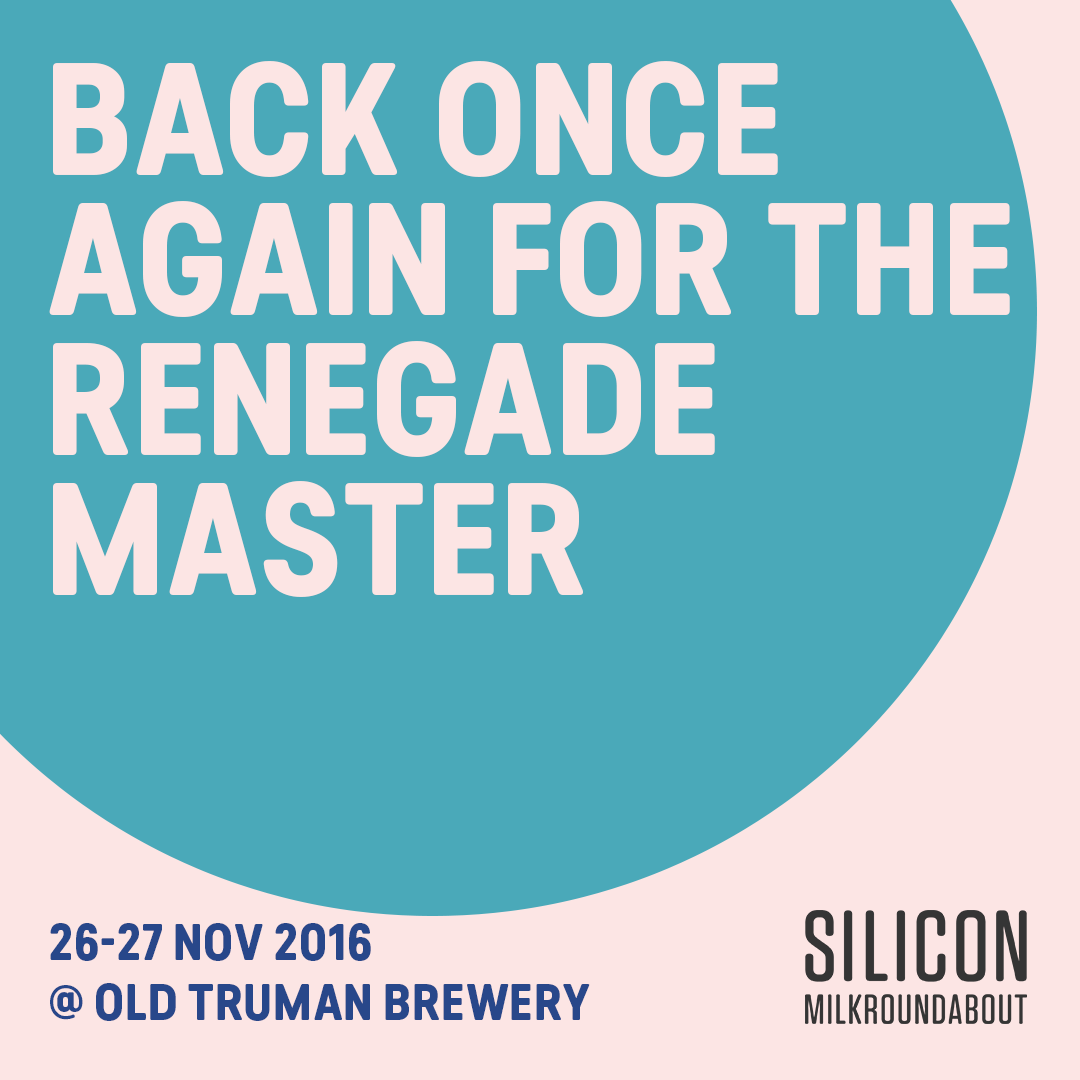 BACK ONCE
AGAIN FOR THE
RENEGADE
MASTER
26-27 NOV 2016
@ OLD TRUMAN BREWERY
SILICON
MILKROUNDABOUT